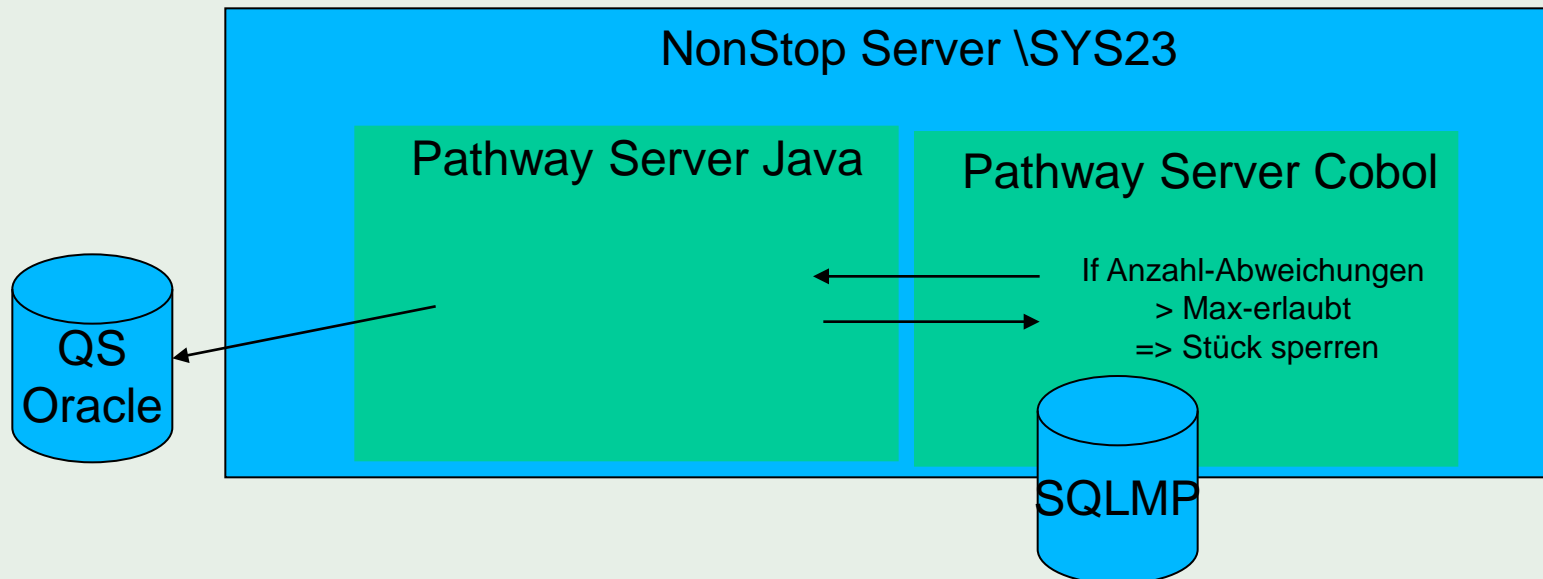 NonStop Server \SYS23
Pathway Server Java
Pathway Server Cobol
If Anzahl-Abweichungen
> Max-erlaubt
=> Stück sperren
QS
Oracle
SQLMP